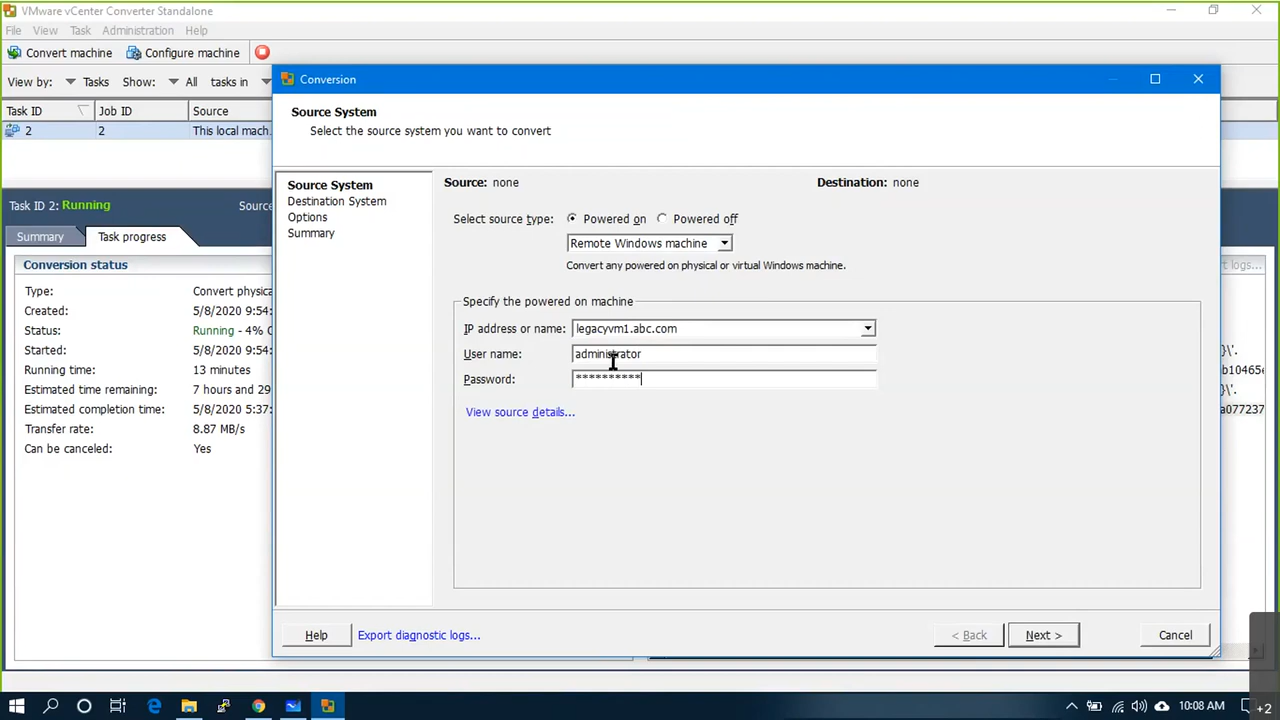 VMware vCenter Converter Standalone
File View Task Administration Help
Convert machine Configure machine
View by: Tasks Show: All tasks in
Task ID Job ID Source
2 2 This local mach...
Task ID 2: Running Source
Summary Task progress
Conversion status
Type: Convert physica
Created: 5/8/2020 9:54:
Status: Running - 4% C
Started: 5/8/2020 9:54:
Running time: 13 minutes
Estimated time remaining: 7 hours and 29
Estimated completion time: 5/8/2020 5:37:
Transfer rate: 8.87 MB/s
Can be canceled: Yes
Conversion
Source System
Select the source system you want to convert
Source System
Destination System
Options
Summary
Source: none Destination: none
Select source type: Powered on Powered off
Remote Windows machine
Convert any powered on physical or virtual Windows machine.
Specify the powered on machine
IP address or name: legacyvm1.abc.com
User name: administrator
Password: **********
View source details...
Help Export diagnostic logs... < Back Next > Cancel
rt logs...
}\'.
b10465e
}\'.
a077237
10:08 AM
+2